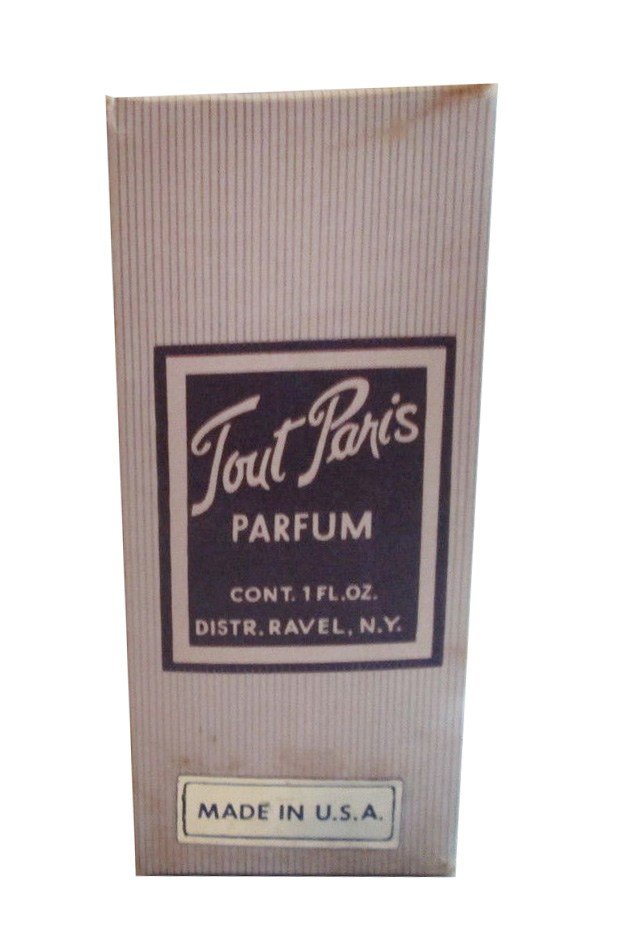 Tout Paris
PARFUM
CONT. 1 FL.OZ.
DISTR. RAVEL, N.Y.
MADE IN U.S.A.